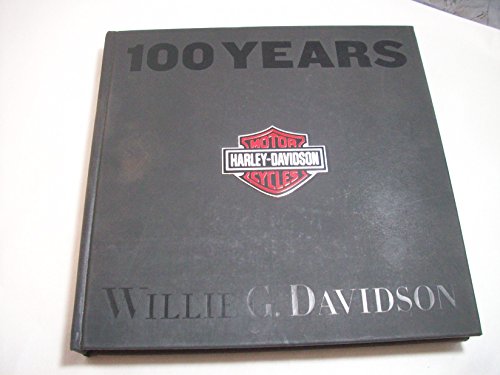 100 YEARS
MOTOR
HARLEY-DAVIDSON
CYCLES
WILLIE G. DAVIDSON